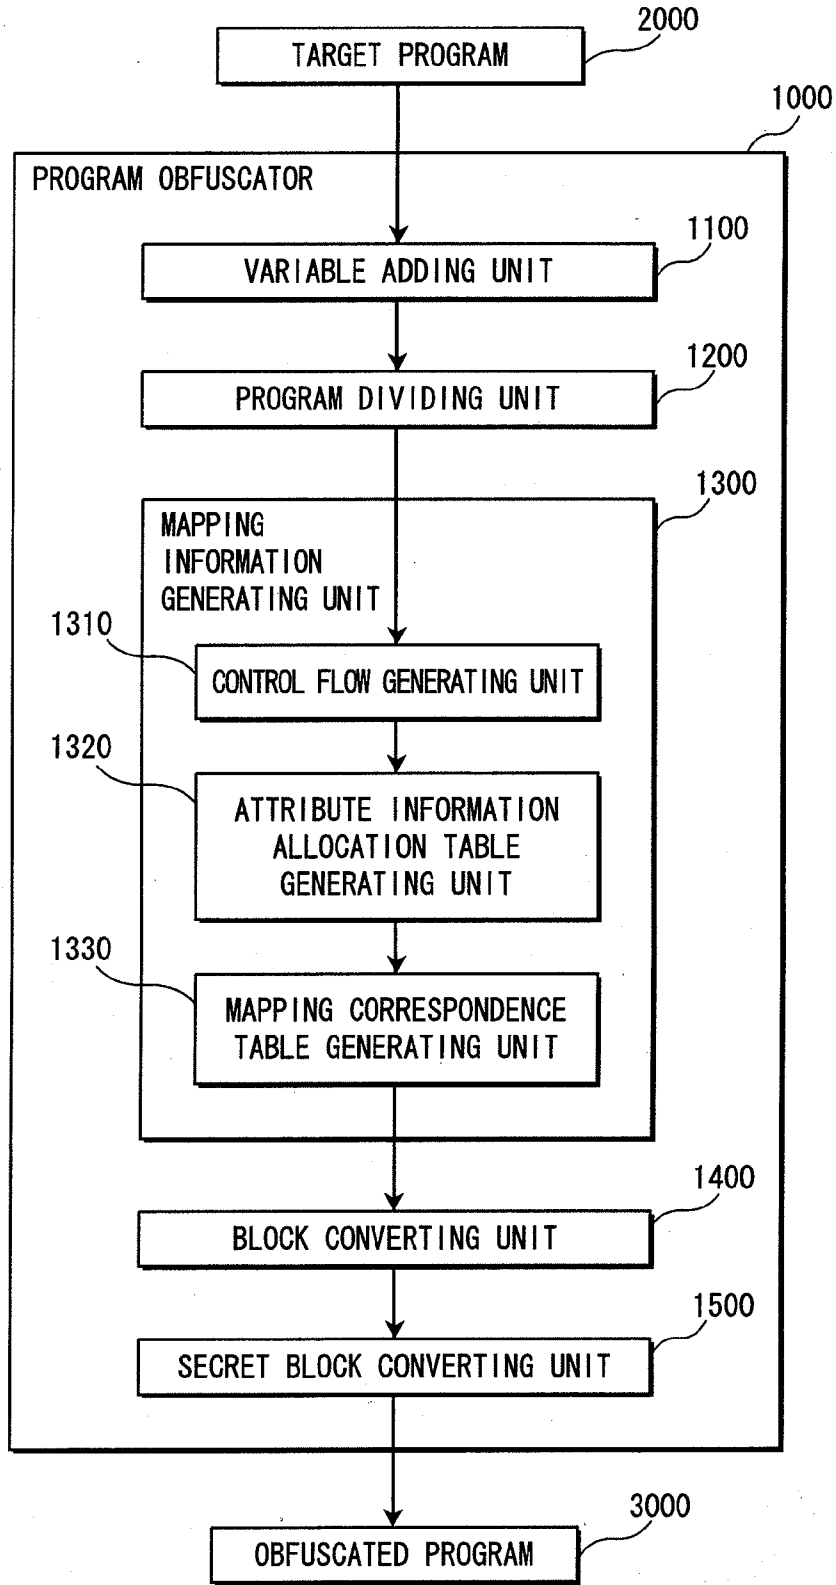 2000
TARGET PROGRAM
1000
PROGRAM OBFUSCATOR
1100
VARIABLE ADDING UNIT
1200
PROGRAM DIVIDING UNIT
1300
MAPPING
INFORMATION
GENERATING UNIT
1310
CONTROL FLOW GENERATING UNIT
1320
ATTRIBUTE INFORMATION
ALLOCATION TABLE
GENERATING UNIT
1330
MAPPING CORRESPONDENCE
TABLE GENERATING UNIT
1400
BLOCK CONVERTING UNIT
1500
SECRET BLOCK CONVERTING UNIT
3000
OBFUSCATED PROGRAM